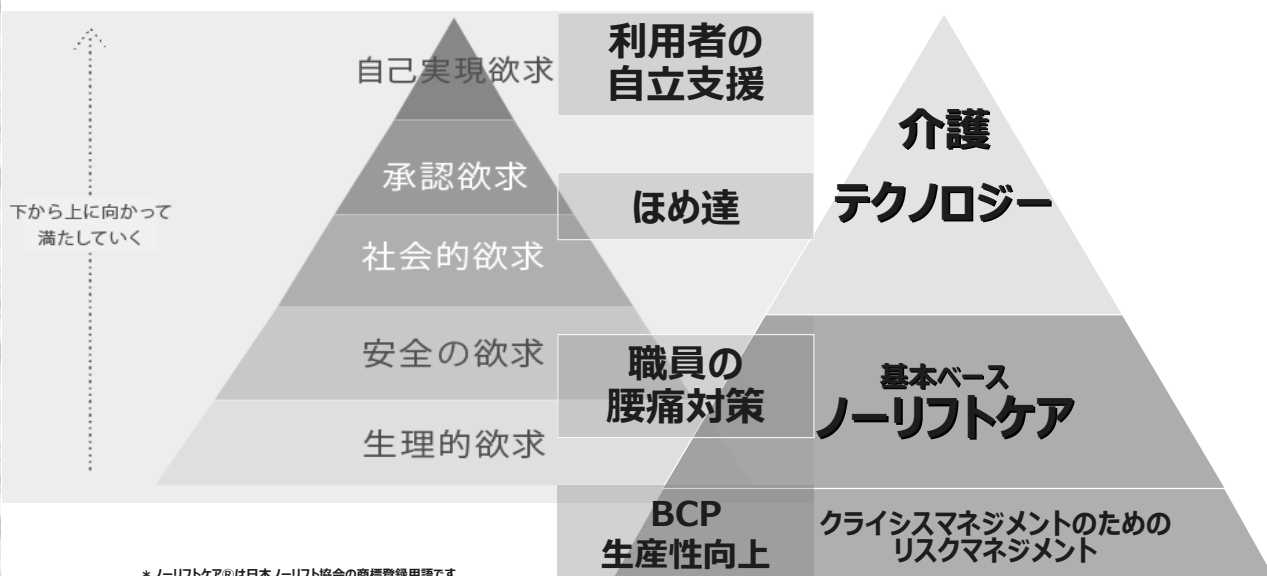 下から上に向かって
満たしていく
自己実現欲求
承認欲求
社会的欲求
安全の欲求
生理的欲求
利用者の
自立支援
ほめ達
職員の
腰痛対策
BCP
生産性向上
介護
テクノロジー
基本ベース
ノーリフトケア
クライシスマネジメントのための
リスクマネジメント
* ノーリフトケア®は日本ノーリフト協会の商標登録用語です